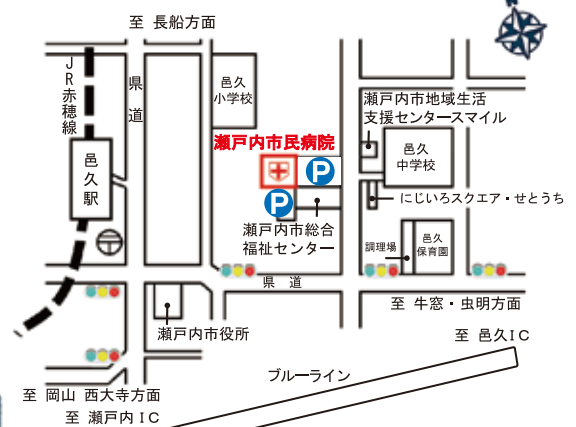 至 長船方面
JR赤穂線
県道
邑久
小学校
瀬戸内市地域生活
支援センタースマイル
瀬戸内市民病院
邑久
中学校
邑久駅
P
P
にじいろスクエア・せとうち
瀬戸内市総合
福祉センター
調理場
邑久
保育園
県 道
至 牛窓・虫明方面
瀬戸内市役所
至 邑久IC
ブルーライン
至 岡山 西大寺方面
至 瀬戸内IC